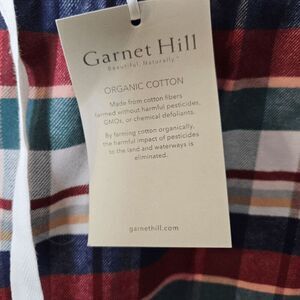 Garnet Hill
Beautiful, Naturally.™
ORGANIC COTTON
Made from cotton fibers
farmed without harmful pesticides,
GMOs, or chemical defoliants.
By farming cotton organically,
the harmful impact of pesticides
to the land and waterways is
eliminated.
garnethill.com